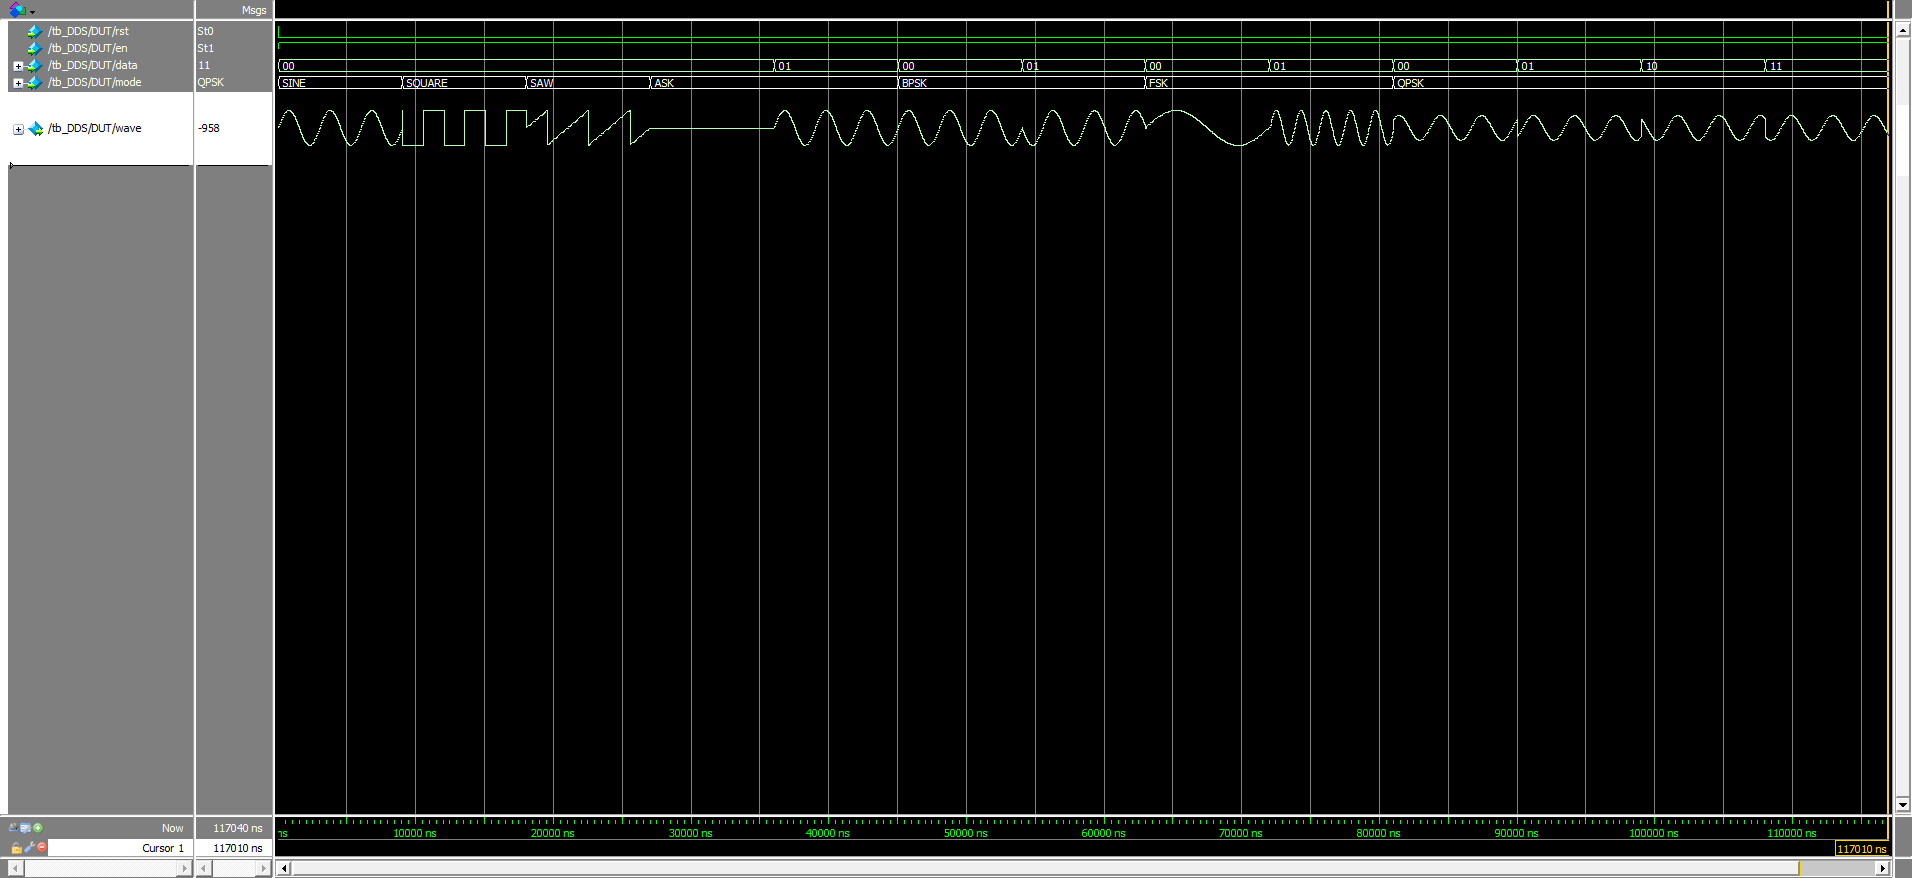 Msgs
/tb_DDS/DUT/rst St0
/tb_DDS/DUT/en St1
/tb_DDS/DUT/data 11 00 01 00 01 00 01 00 01 10 11
/tb_DDS/DUT/mode QPSK SINE SQUARE SAW ASK BPSK FSK QPSK
/tb_DDS/DUT/wave -958
Now 117040 ns ns 10000 ns 20000 ns 30000 ns 40000 ns 50000 ns 60000 ns 70000 ns 80000 ns 90000 ns 100000 ns 110000 ns
Cursor 1 117010 ns 117010 ns